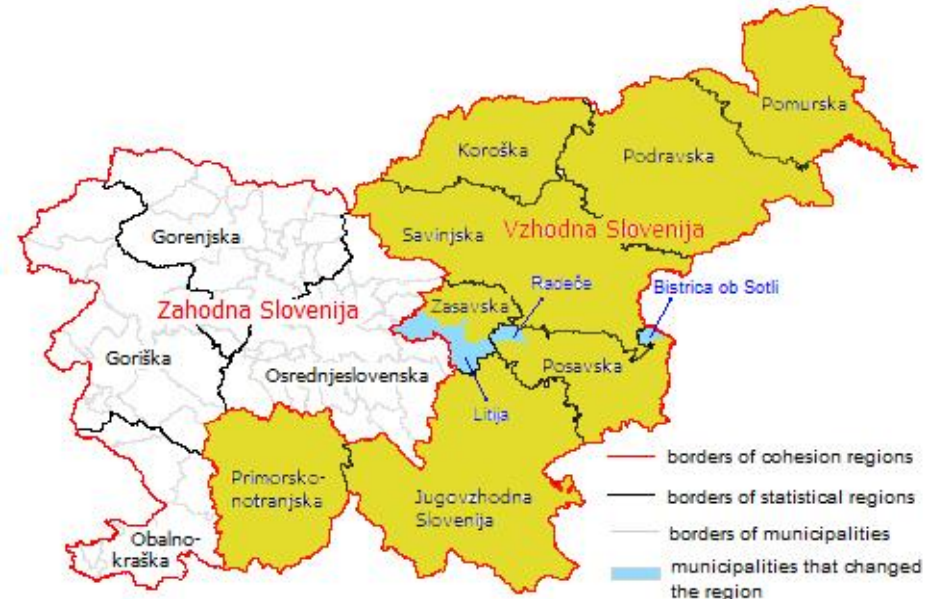 Pomurska
Koroška
Podravska
Gorenjska
Savinjska
Vzhodna Slovenija
Radeče
Bistrica ob Sotli
Zasavska
Zahodna Slovenija
Goriška
Osrednjeslovenska
Posavska
Litija
Primorsko-
notranjska
Jugovzhodna
Slovenija
Obalno-
kraška
borders of cohesion regions
borders of statistical regions
borders of municipalities
municipalities that changed
the region